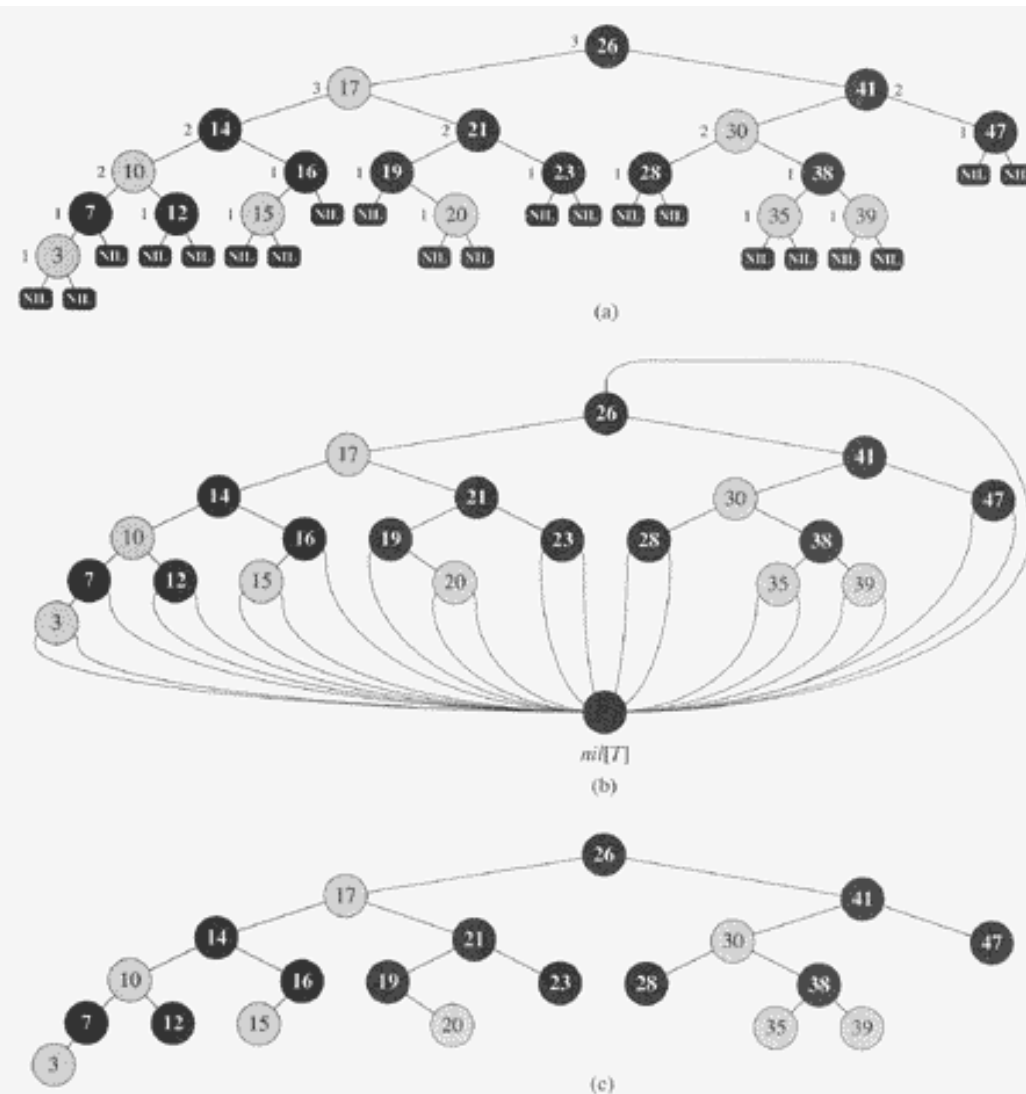 3 26
3 17 41 2
2 14 2 21 2 30 1 47
2 10 1 16 1 19 1 23 1 28 1 38 NIL NIL
1 7 1 12 1 15 NIL NIL 1 20 NIL NIL NIL NIL 1 35 1 39
1 3 NIL NIL NIL NIL NIL NIL NIL NIL NIL NIL NIL
NIL NIL
(a)
26
17 41
14 21 30 47
10 16 19 23 28 38
7 12 15 20 35 39
3
nil[T]
(b)
26
17 41
14 21 30 47
10 16 19 23 28 38
7 12 15 20 35 39
3
(c)